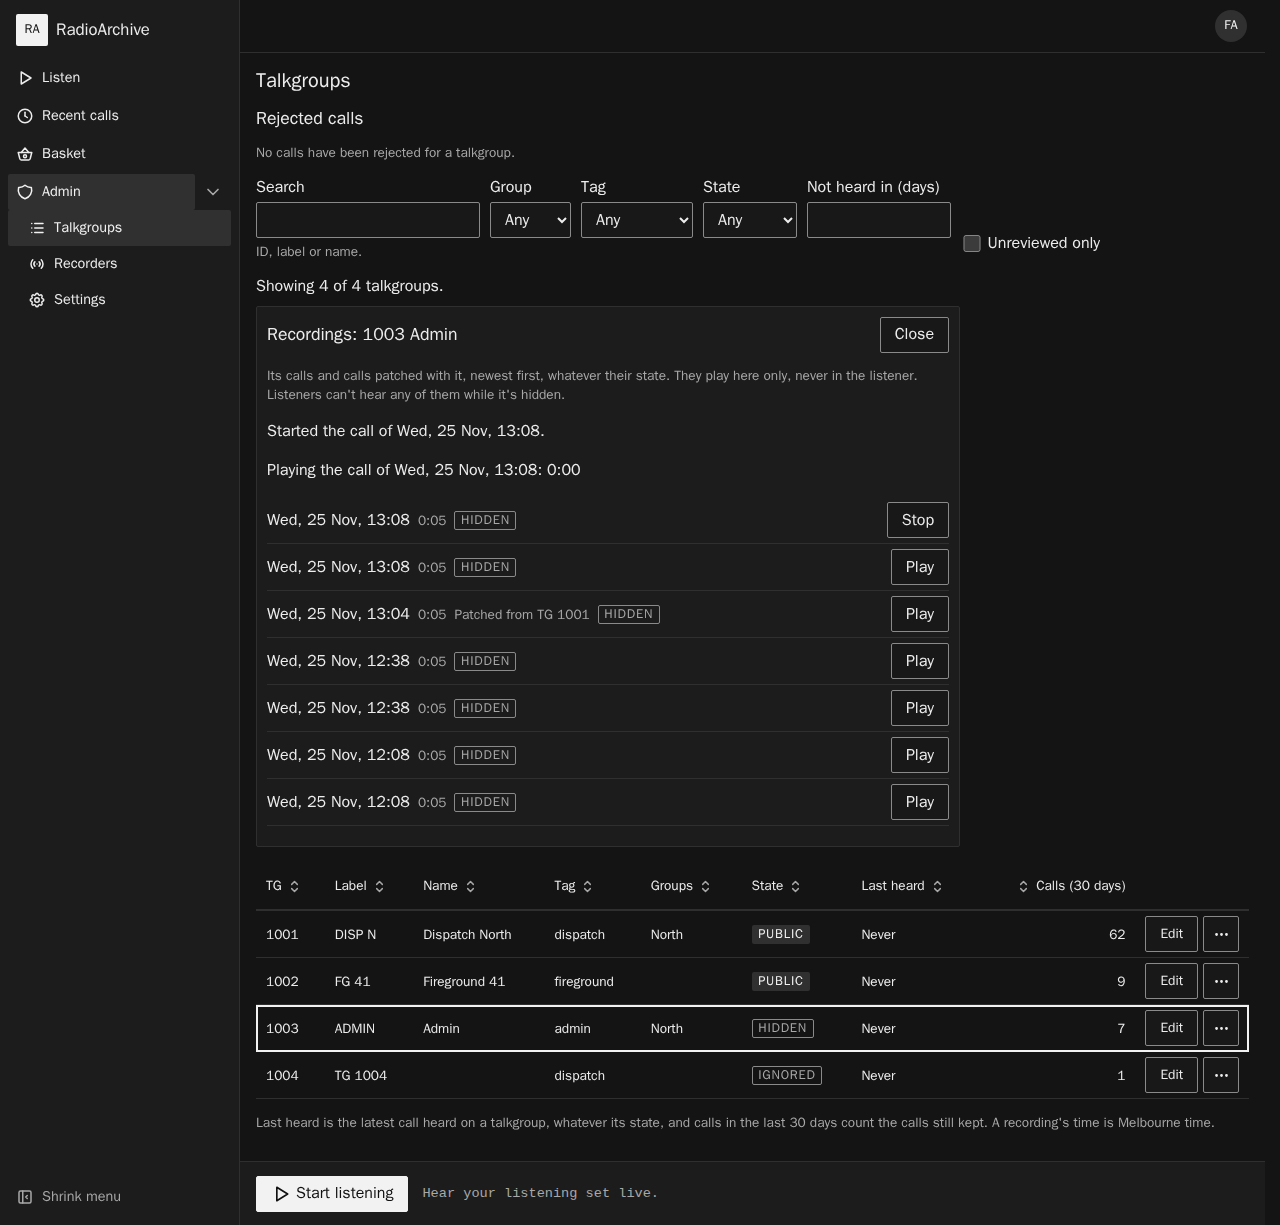 RA RadioArchive
FA
Listen
Recent calls
Basket
Admin
Talkgroups
Recorders
Settings
Shrink menu
Talkgroups
Rejected calls
No calls have been rejected for a talkgroup.
Search Group Tag State Not heard in (days)
Any Any Any
ID, label or name.
Unreviewed only
Showing 4 of 4 talkgroups.
Recordings: 1003 Admin Close
Its calls and calls patched with it, newest first, whatever their state. They play here only, never in the listener.
Listeners can't hear any of them while it's hidden.
Started the call of Wed, 25 Nov, 13:08.
Playing the call of Wed, 25 Nov, 13:08: 0:00
Wed, 25 Nov, 13:08 0:05 HIDDEN Stop
Wed, 25 Nov, 13:08 0:05 HIDDEN Play
Wed, 25 Nov, 13:04 0:05 Patched from TG 1001 HIDDEN Play
Wed, 25 Nov, 12:38 0:05 HIDDEN Play
Wed, 25 Nov, 12:38 0:05 HIDDEN Play
Wed, 25 Nov, 12:08 0:05 HIDDEN Play
Wed, 25 Nov, 12:08 0:05 HIDDEN Play
TG Label Name Tag Groups State Last heard Calls (30 days)
1001 DISP N Dispatch North dispatch North PUBLIC Never 62 Edit ...
1002 FG 41 Fireground 41 fireground PUBLIC Never 9 Edit ...
1003 ADMIN Admin admin North HIDDEN Never 7 Edit ...
1004 TG 1004 dispatch IGNORED Never 1 Edit ...
Last heard is the latest call heard on a talkgroup, whatever its state, and calls in the last 30 days count the calls still kept. A recording's time is Melbourne time.
Start listening Hear your listening set live.